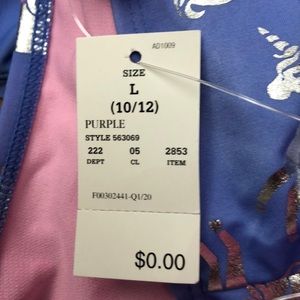 AD1009
SIZE
L
(10/12)
PURPLE
STYLE 563069
222 05 2853
DEPT CL ITEM
F00302441-Q1/20
$0.00